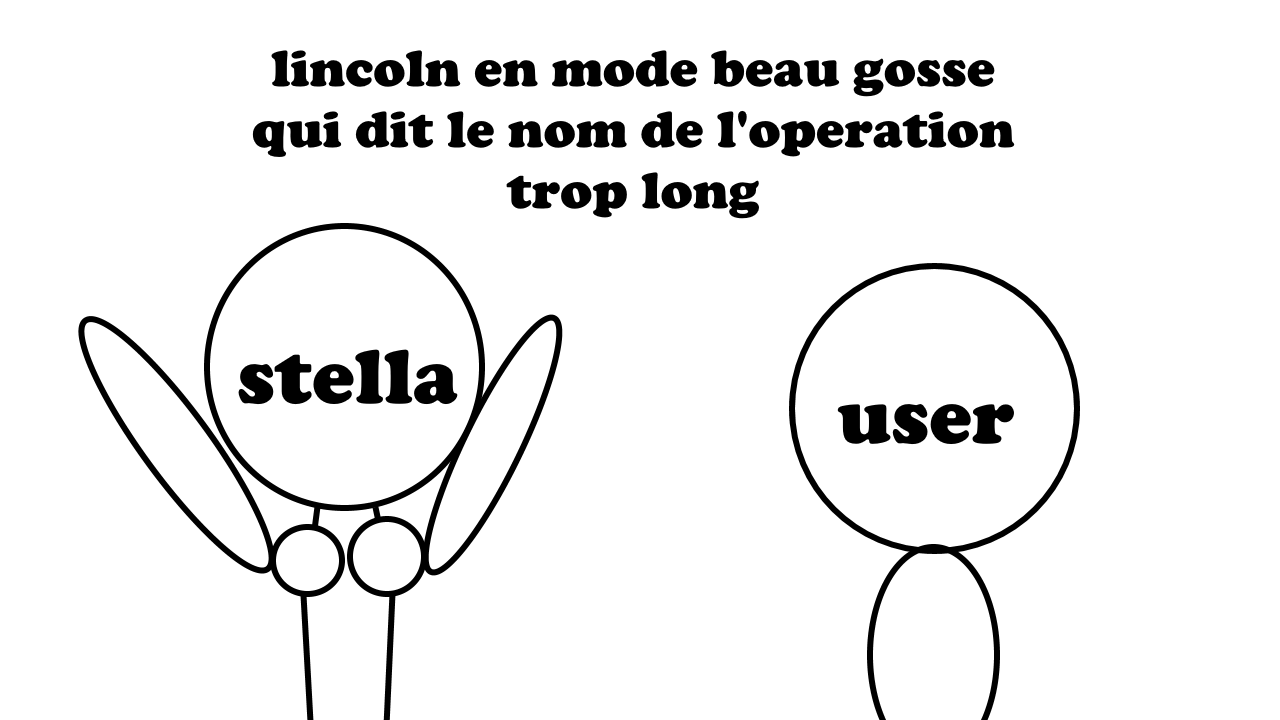 lincoln en mode beau gosse
qui dit le nom de l'operation
trop long
stella
user